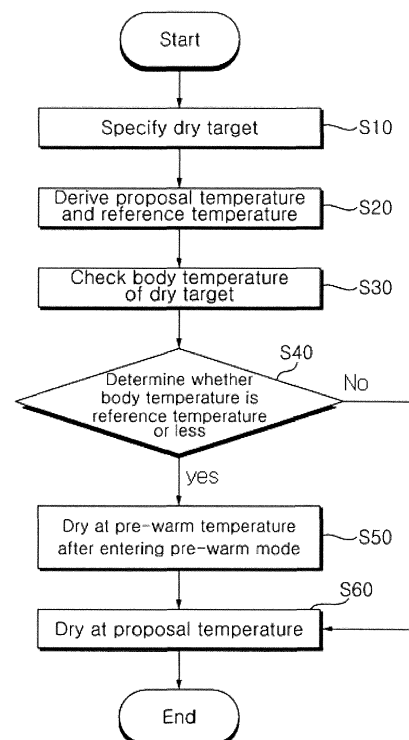 Start
Specify dry target
S10
Derive proposal temperature
and reference temperature
S20
Check body temperature
of dry target
S30
S40
Determine whether
body temperature is
reference temperature
or less
No
yes
Dry at pre-warm temperature
after entering pre-warm mode
S50
S60
Dry at proposal temperature
End